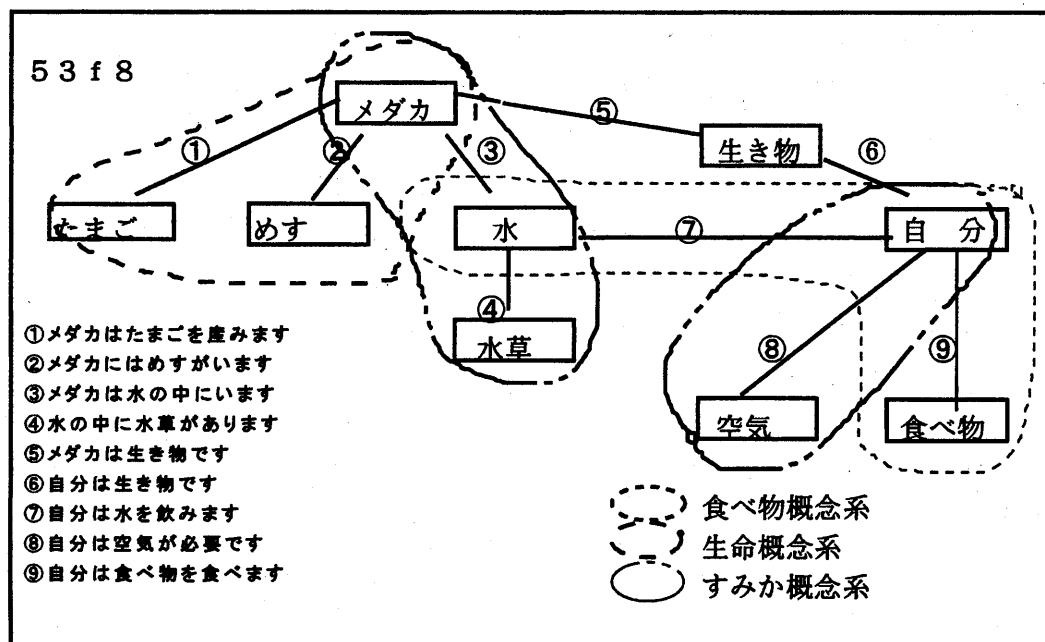 53f8
メダカ
⑤
生き物
①
②
③
⑥
たまご
めす
水
⑦
自 分
④
水草
⑧
⑨
空気
食べ物
①メダカはたまごを産みます
②メダカにはめすがいます
③メダカは水の中にいます
④水の中に水草があります
⑤メダカは生き物です
⑥自分は生き物です
⑦自分は水を飲みます
⑧自分は空気が必要です
⑨自分は食べ物を食べます
食べ物概念系
生命概念系
すみか概念系